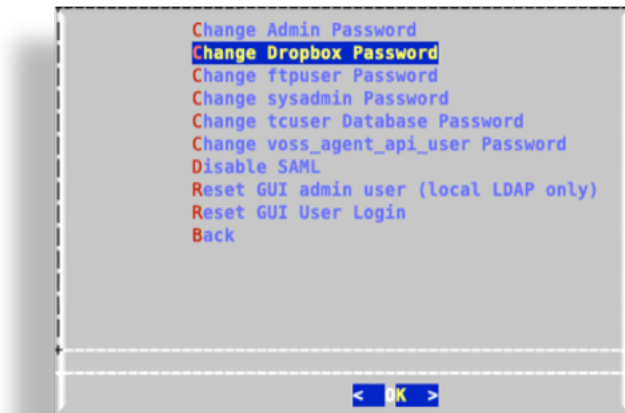 Change Admin Password
Change Dropbox Password
Change ftpuser Password
Change sysadmin Password
Change tcuser Database Password
Change voss_agent_api_user Password
Disable SAML
Reset GUI admin user (local LDAP only)
Reset GUI User Login
Back
< OK >